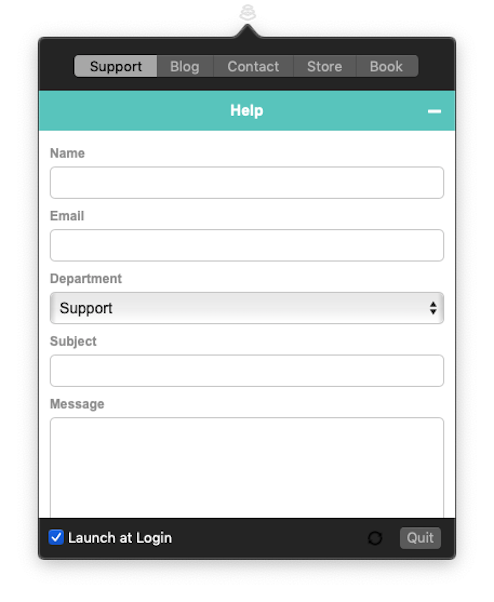 Support Blog Contact Store Book
Help
Name
Email
Department
Support
Subject
Message
Launch at Login Quit